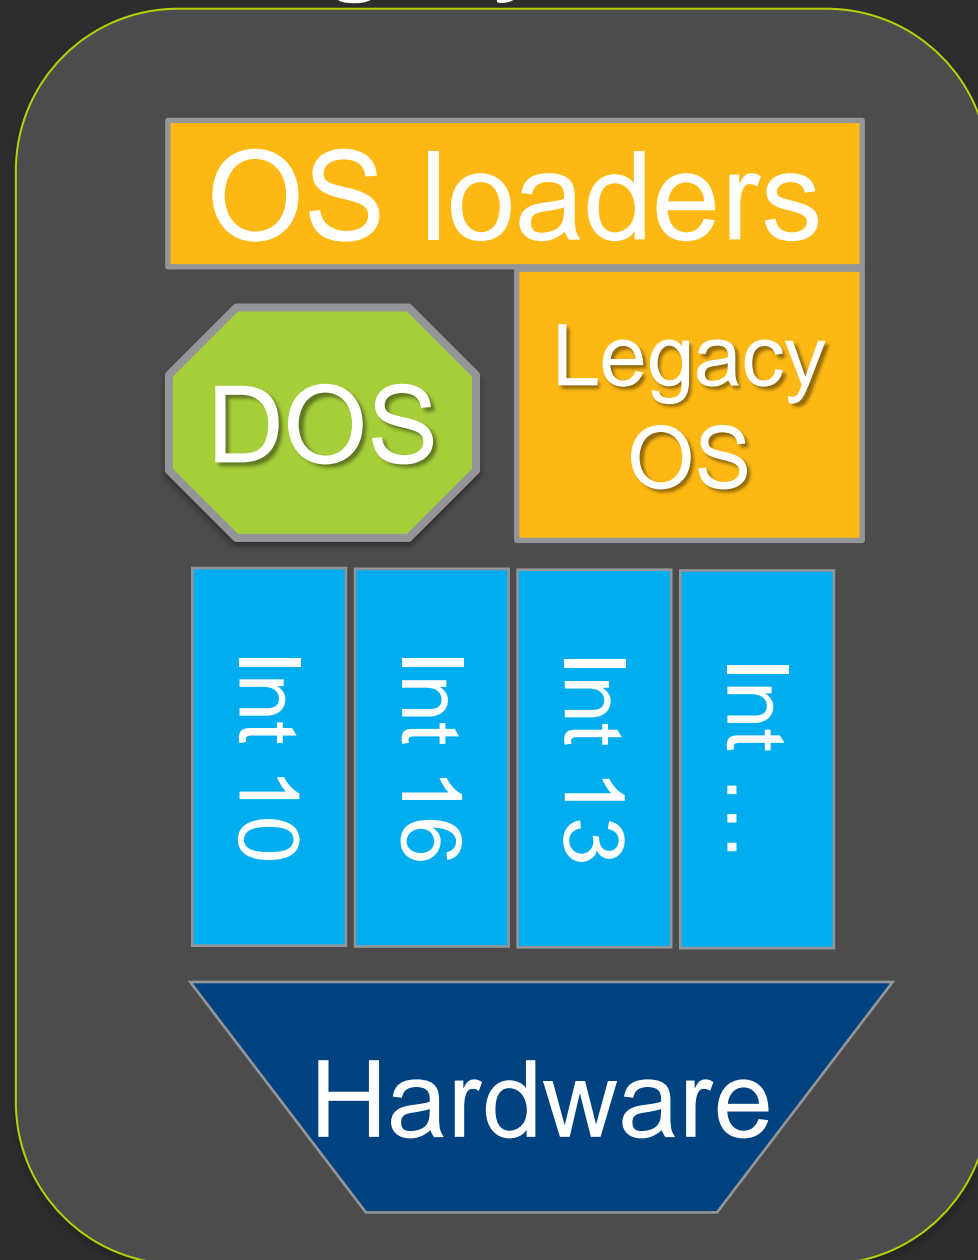 OS loaders
DOS
Legacy
OS
Int 10
Int 16
Int 13
Int ...
Hardware